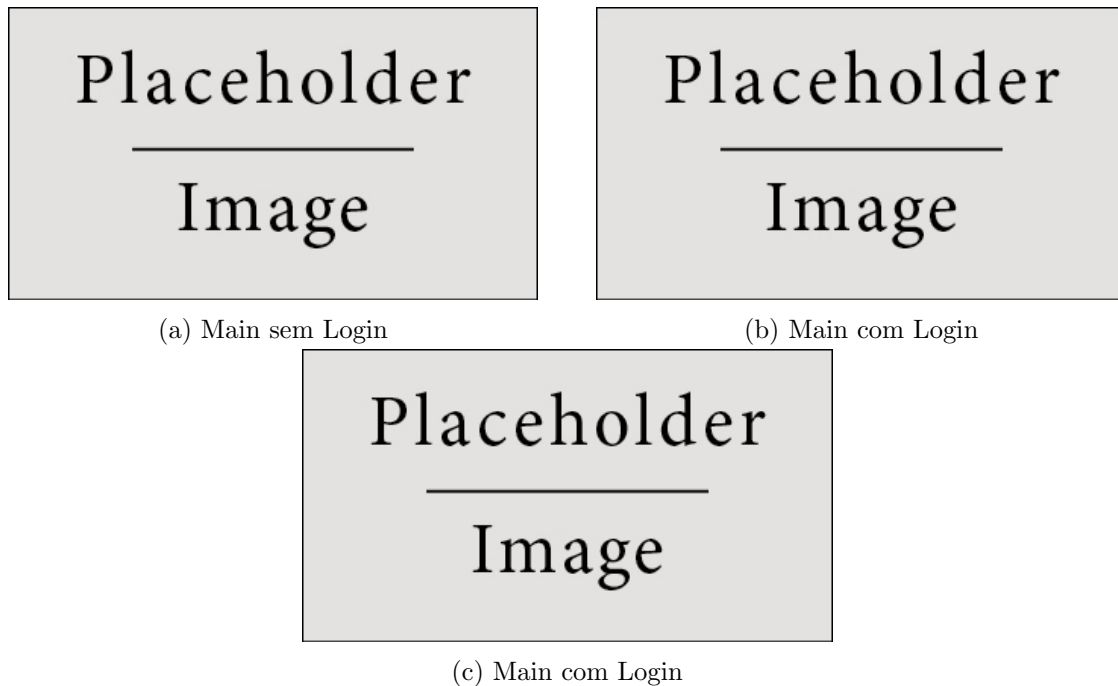 Placeholder
Image
(a) Main sem Login
Placeholder
Image
(b) Main com Login
Placeholder
Image
(c) Main com Login